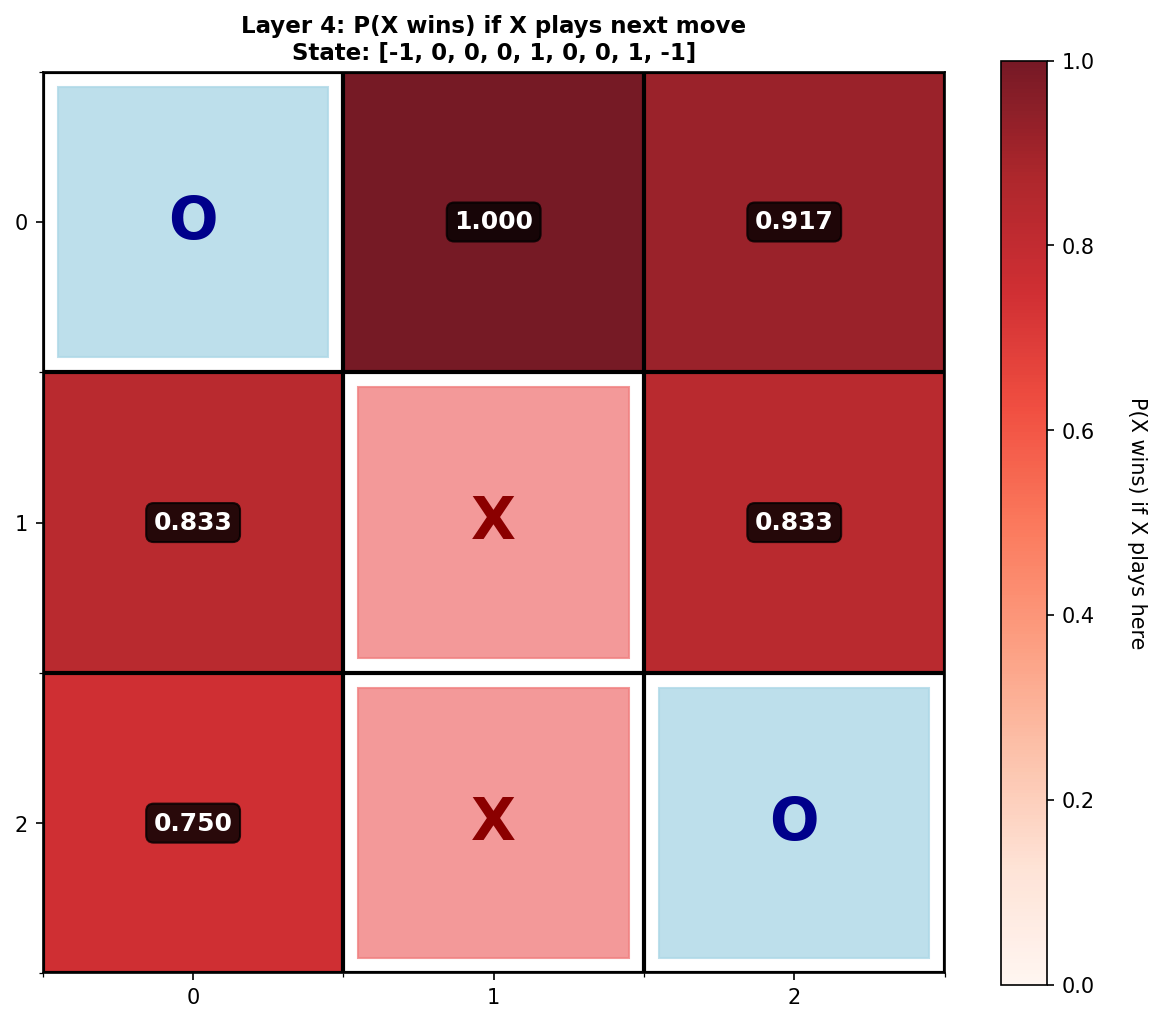 Layer 4: P(X wins) if X plays next move
State: [-1, 0, 0, 0, 1, 0, 0, 1, -1]
0
O
1.000
0.917
1
0.833
X
0.833
2
0.750
X
O
0
1
2
1.0
0.8
0.6
0.4
0.2
0.0
P(X wins) if X plays here